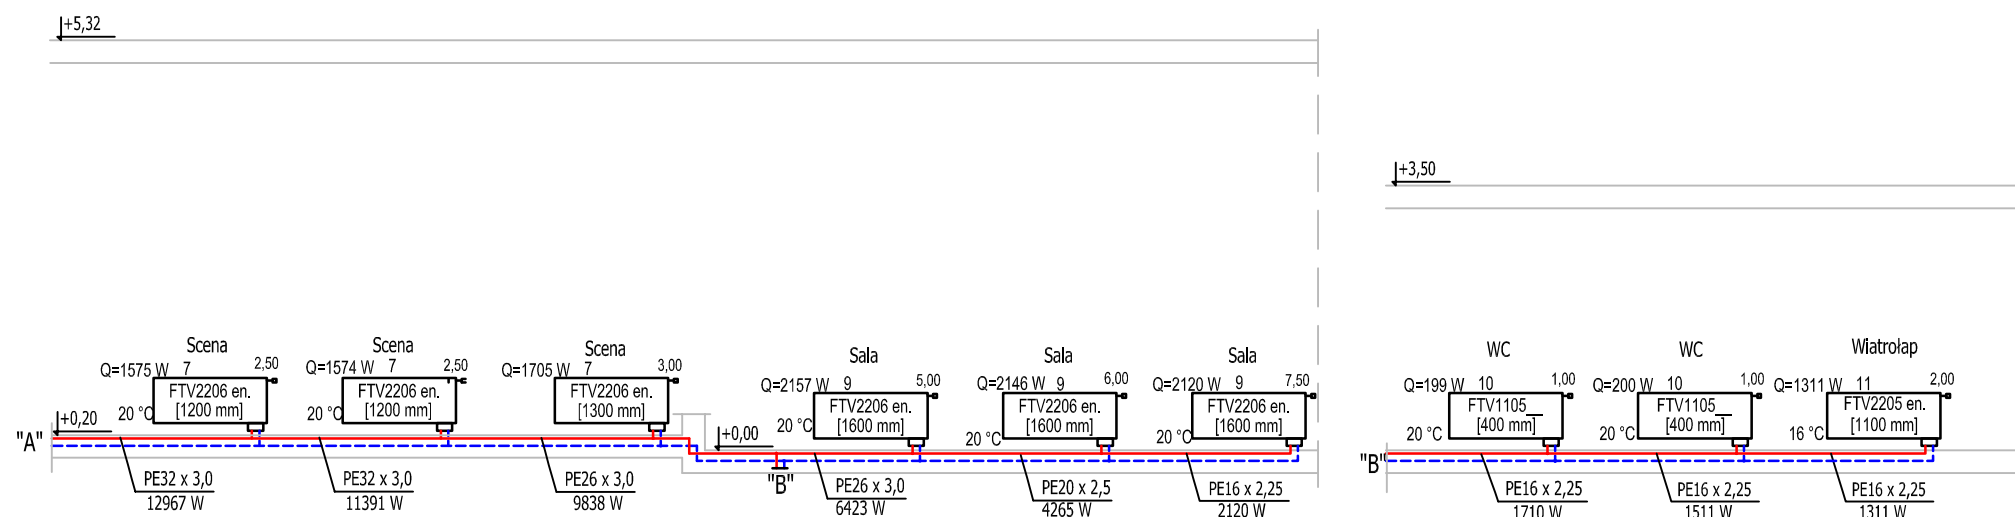 +5,32
+3,50
Scena
Q=1575 W 7 2,50
FTV2206 en.
[1200 mm]
20 °C
Scena
Q=1574 W 7 2,50
FTV2206 en.
[1200 mm]
20 °C
Scena
Q=1705 W 7 3,00
FTV2206 en.
[1300 mm]
Sala
Q=2157 W 9 5,00
FTV2206 en.
[1600 mm]
20 °C
Sala
Q=2146 W 9 6,00
FTV2206 en.
[1600 mm]
20 °C
Sala
Q=2120 W 9 7,50
FTV2206 en.
[1600 mm]
20 °C
WC
Q=199 W 10 1,00
FTV1105__
[400 mm]
20 °C
WC
Q=200 W 10 1,00
FTV1105__
[400 mm]
20 °C
Wiatrołap
Q=1311 W 11 2,00
FTV2205 en.
[1100 mm]
16 °C
+0,20
"A"
+0,00
"B"
"B"
PE32 x 3,0
12967 W
PE32 x 3,0
11391 W
PE26 x 3,0
9838 W
PE26 x 3,0
6423 W
PE20 x 2,5
4265 W
PE16 x 2,25
2120 W
PE16 x 2,25
1710 W
PE16 x 2,25
1511 W
PE16 x 2,25
1311 W